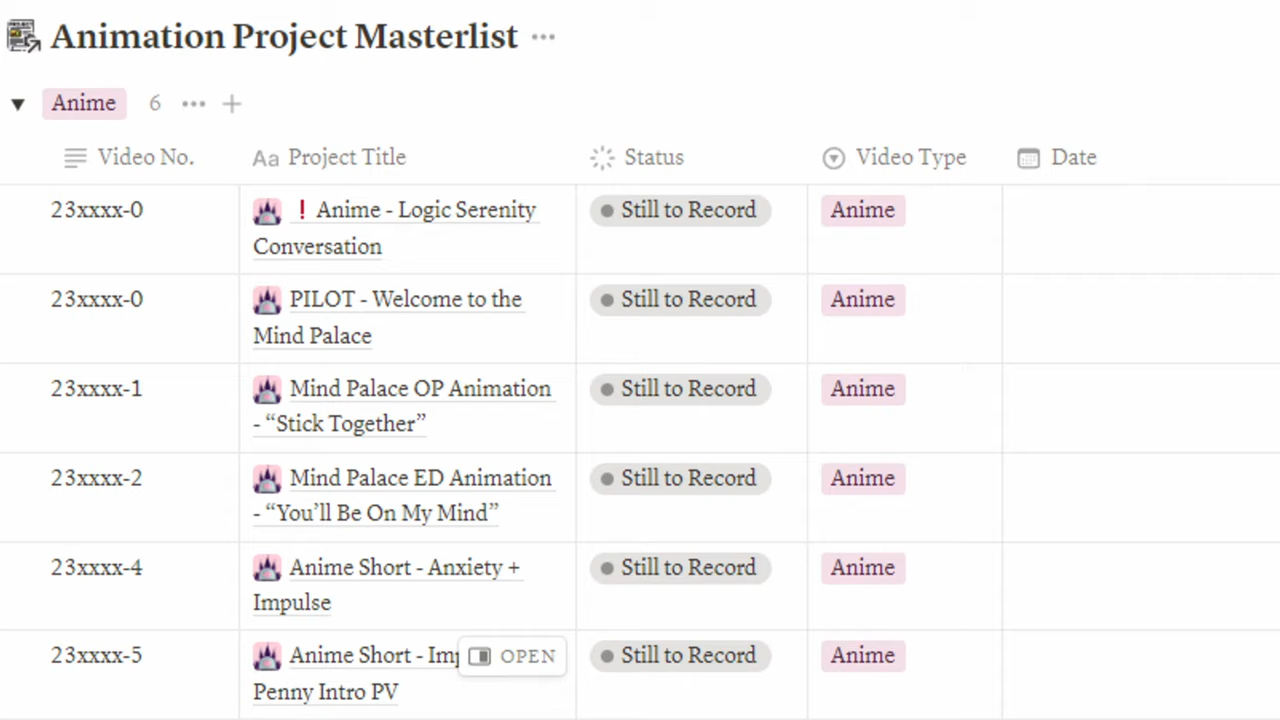 Animation Project Masterlist
Anime 6
Video No. Aa Project Title Status Video Type Date
23xxxx-0 ❗ Anime - Logic Serenity Still to Record Anime
Conversation
23xxxx-0 PILOT - Welcome to the Still to Record Anime
Mind Palace
23xxxx-1 Mind Palace OP Animation Still to Record Anime
- “Stick Together”
23xxxx-2 Mind Palace ED Animation Still to Record Anime
- “You’ll Be On My Mind”
23xxxx-4 Anime Short - Anxiety + Still to Record Anime
Impulse
23xxxx-5 Anime Short - OPEN Still to Record Anime
Penny Intro PV